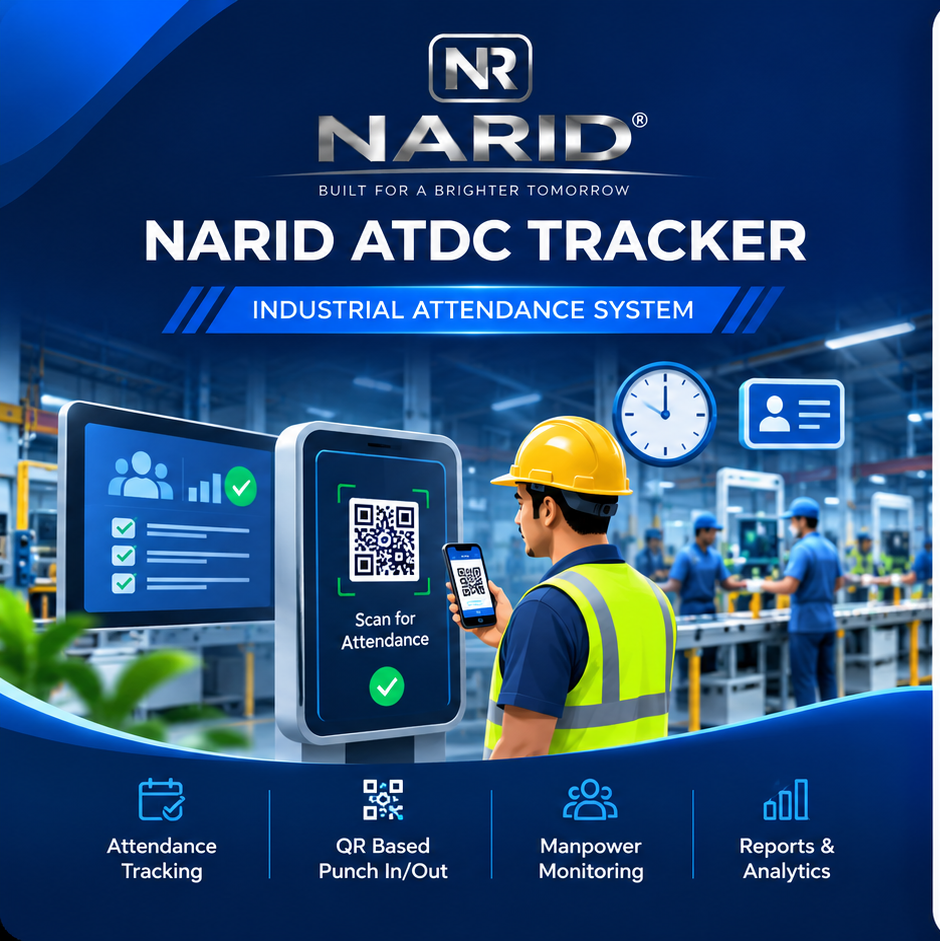 NR
NARID®
BUILT FOR A BRIGHTER TOMORROW
NARID ATDC TRACKER
INDUSTRIAL ATTENDANCE SYSTEM
Scan for
Attendance
Attendance
Tracking
QR Based
Punch In/Out
Manpower
Monitoring
Reports &
Analytics